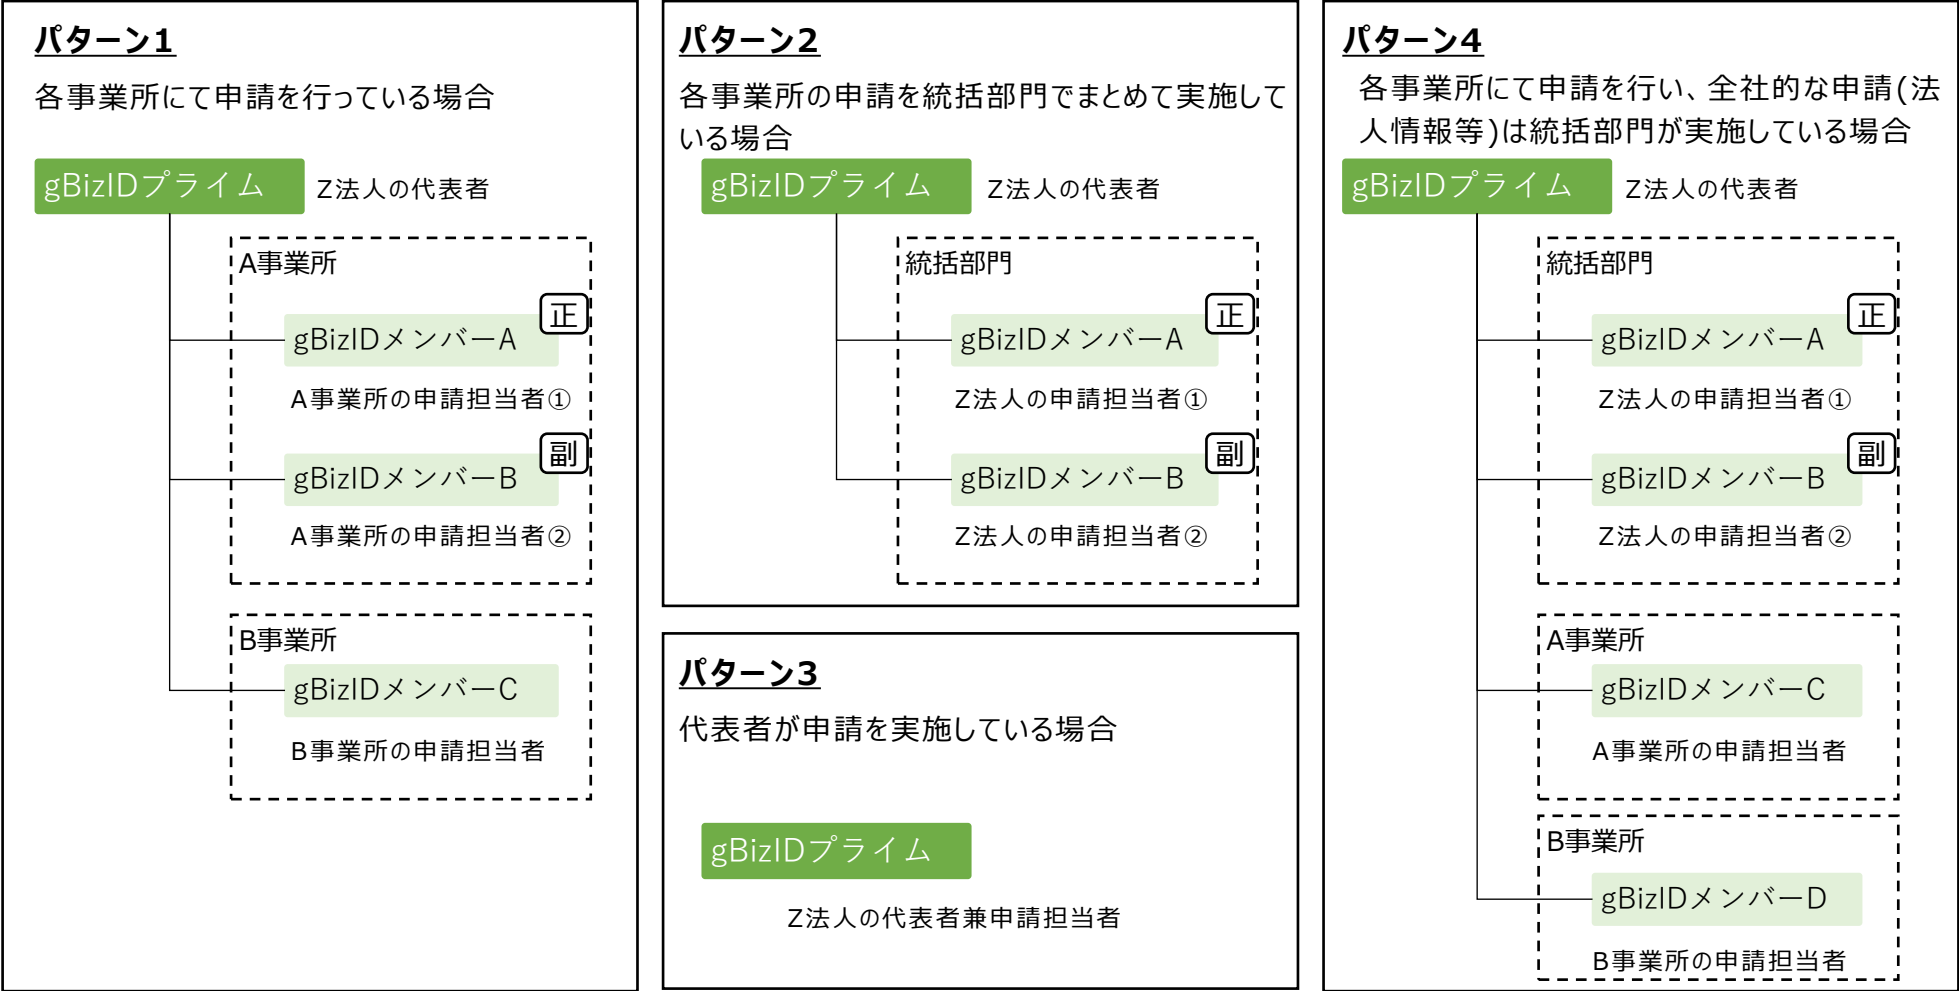 パターン1
各事業所にて申請を行っている場合
gBizIDプライム
Z法人の代表者
A事業所
正
gBizIDメンバーA
A事業所の申請担当者①
副
gBizIDメンバーB
A事業所の申請担当者②
B事業所
gBizIDメンバーC
B事業所の申請担当者
パターン2
各事業所の申請を統括部門でまとめて実施して
いる場合
gBizIDプライム
Z法人の代表者
統括部門
正
gBizIDメンバーA
Z法人の申請担当者①
副
gBizIDメンバーB
Z法人の申請担当者②
パターン3
代表者が申請を実施している場合
gBizIDプライム
Z法人の代表者兼申請担当者
パターン4
各事業所にて申請を行い、全社的な申請(法
人情報等)は統括部門が実施している場合
gBizIDプライム
Z法人の代表者
統括部門
正
gBizIDメンバーA
Z法人の申請担当者①
副
gBizIDメンバーB
Z法人の申請担当者②
A事業所
gBizIDメンバーC
A事業所の申請担当者
B事業所
gBizIDメンバーD
B事業所の申請担当者